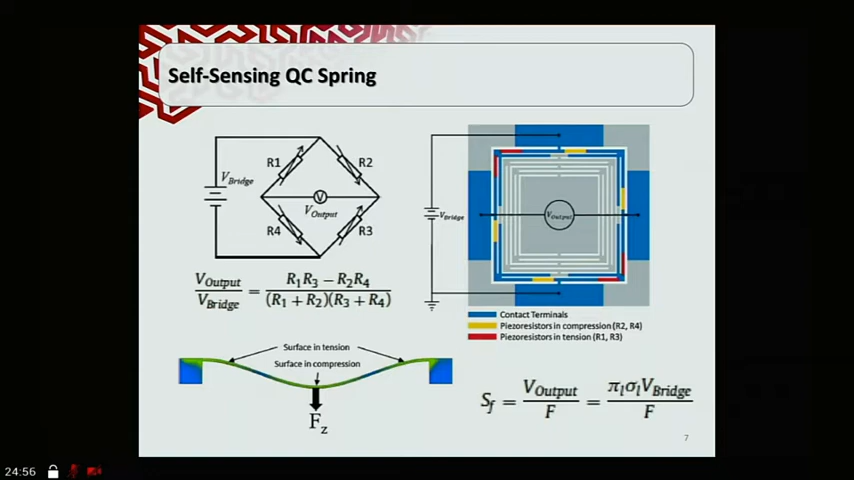 Self-Sensing QC Spring
R1
R2
V_Bridge
V
V_Output
R4
R3
V_Output / V_Bridge = (R₁R₃ − R₂R₄) / ((R₁ + R₂)(R₃ + R₄))
V_Bridge
V_Output
Contact Terminals
Piezoresistors in compression (R2, R4)
Piezoresistors in tension (R1, R3)
Surface in tension
Surface in compression
F_z
S_f = V_Output / F = π_l σ_l V_Bridge / F
7
24:56